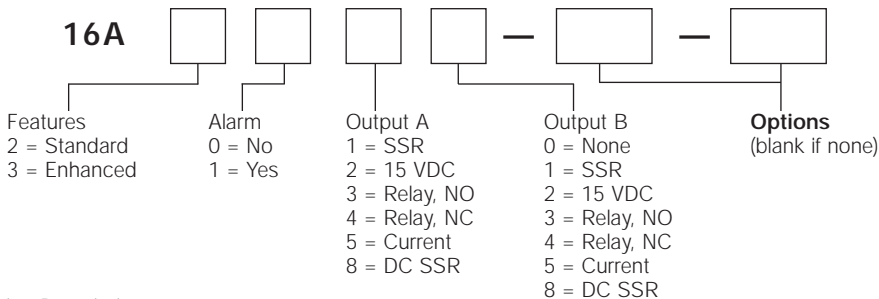 16A — —
Features
2 = Standard
3 = Enhanced
Alarm
0 = No
1 = Yes
Output A
1 = SSR
2 = 15 VDC
3 = Relay, NO
4 = Relay, NC
5 = Current
8 = DC SSR
Output B
0 = None
1 = SSR
2 = 15 VDC
3 = Relay, NO
4 = Relay, NC
5 = Current
8 = DC SSR
Options
(blank if none)